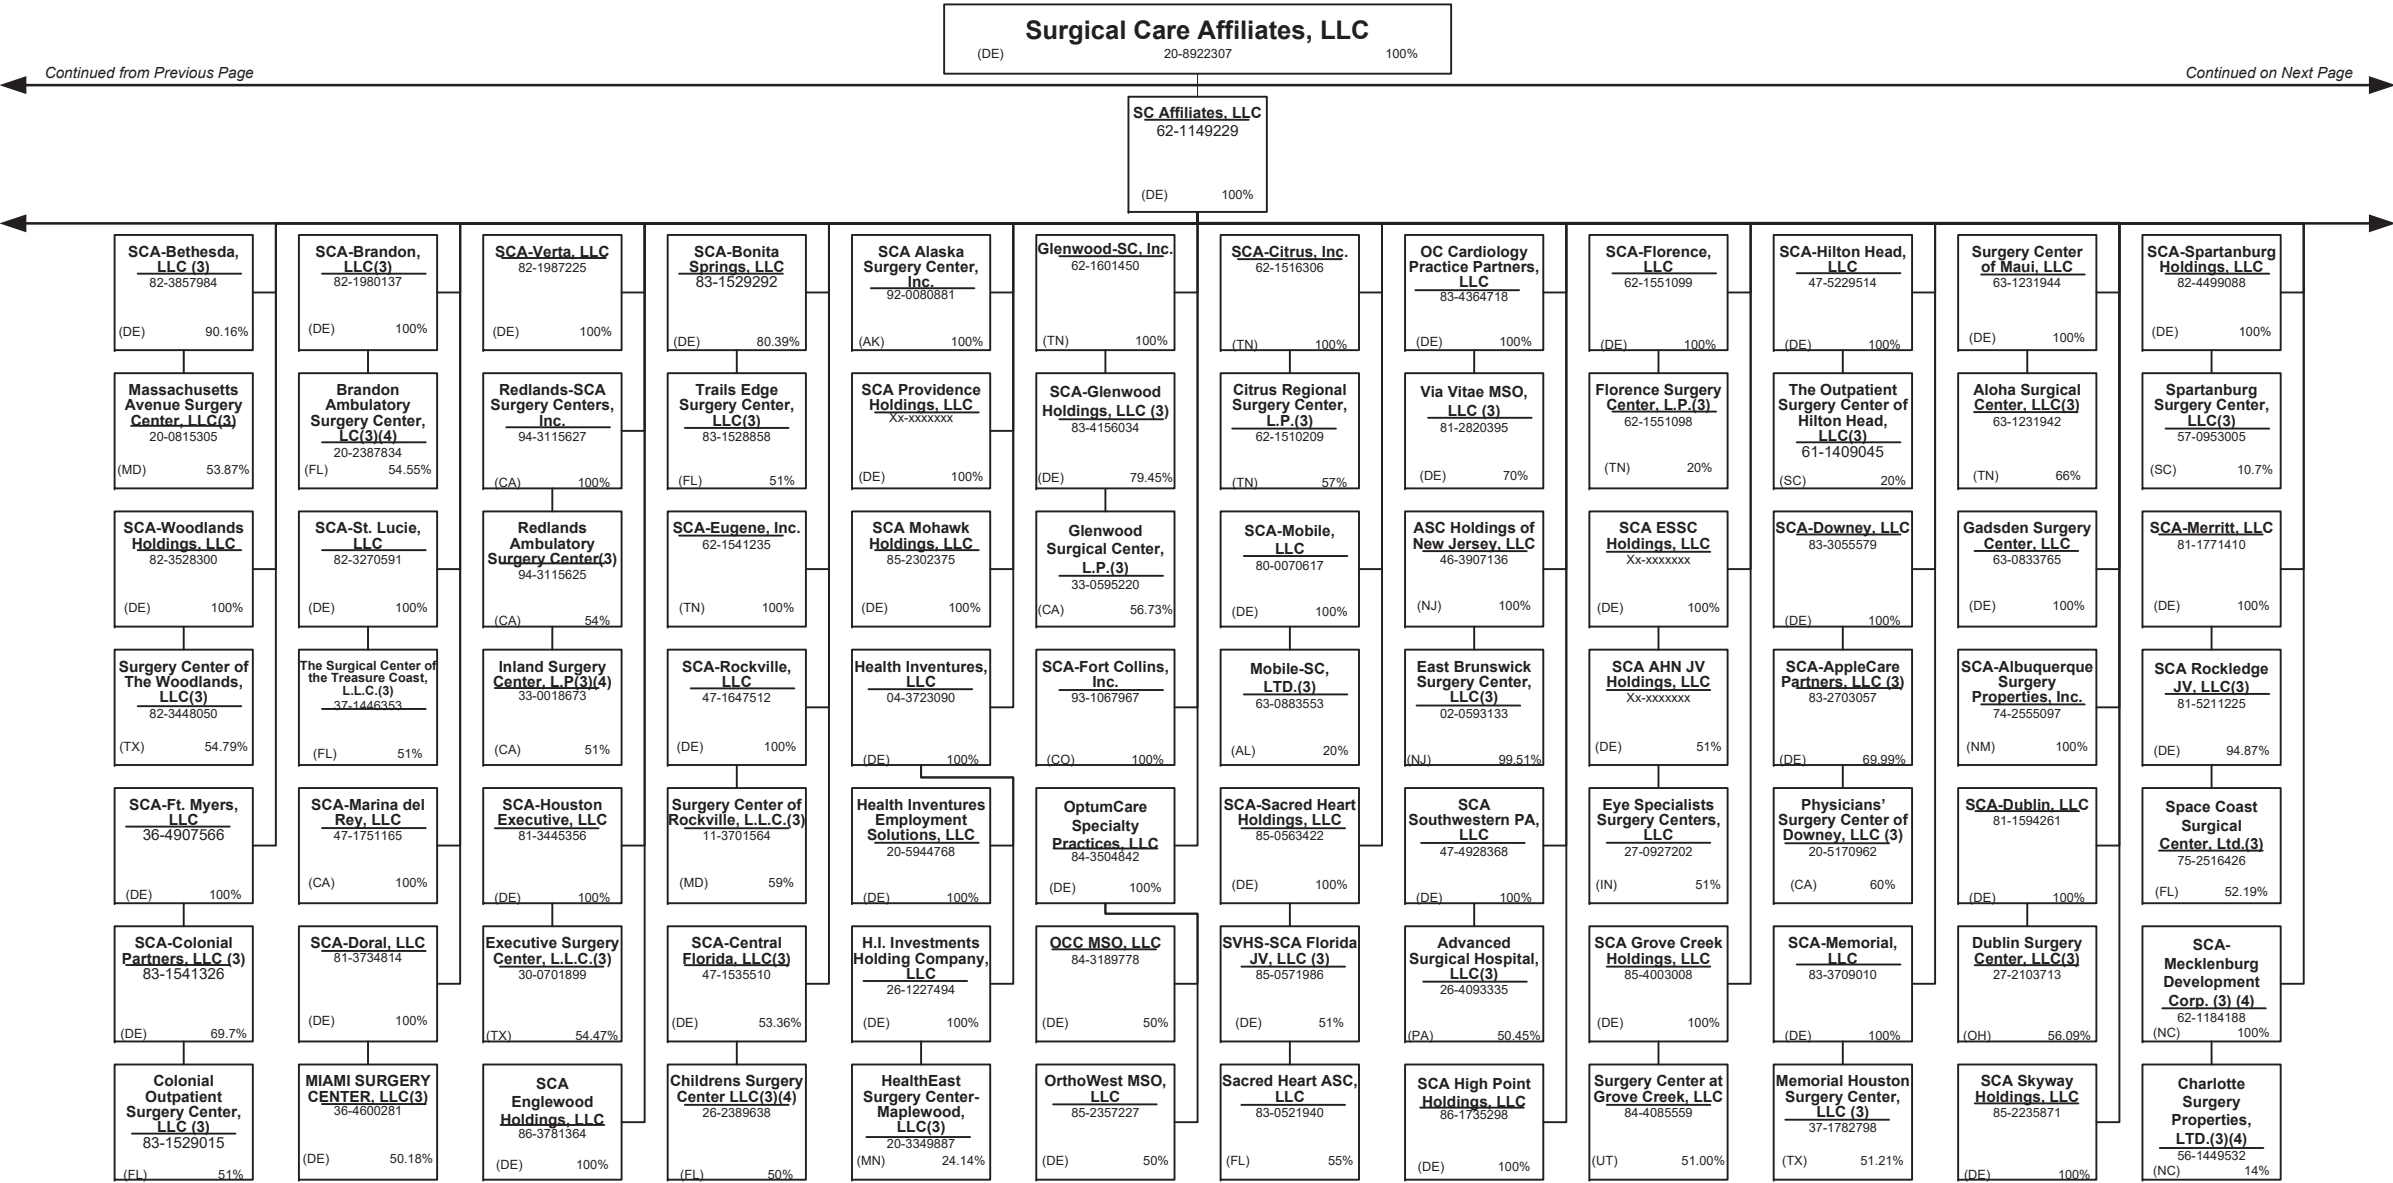 Surgical Care Affiliates, LLC
(DE) 20-8922307 100%
Continued from Previous Page
Continued on Next Page
SC Affiliates, LLC
62-1149229
(DE) 100%
SCA-Bethesda,
LLC (3)
82-3857984
(DE) 90.16%
SCA-Brandon,
LLC(3)
82-1980137
(DE) 100%
SCA-Verta, LLC
82-1987225
(DE) 100%
SCA-Bonita
Springs, LLC
83-1529292
(DE) 80.39%
SCA Alaska
Surgery Center,
Inc.
92-0080881
(AK) 100%
Glenwood-SC, Inc.
62-1601450
(TN) 100%
SCA-Citrus, Inc.
62-1516306
(TN) 100%
OC Cardiology
Practice Partners,
LLC
83-4364718
(DE) 100%
SCA-Florence,
LLC
62-1551099
(DE) 100%
SCA-Hilton Head,
LLC
47-5229514
(DE) 100%
Surgery Center
of Maui, LLC
63-1231944
(DE) 100%
SCA-Spartanburg
Holdings, LLC
82-4499088
(DE) 100%
Massachusetts
Avenue Surgery
Center, LLC(3)
20-0815305
(MD) 53.87%
Brandon
Ambulatory
Surgery Center,
LC(3)(4)
20-2387834
(FL) 54.55%
Redlands-SCA
Surgery Centers,
Inc.
94-3115627
(CA) 100%
Trails Edge
Surgery Center,
LLC(3)
83-1528858
(FL) 51%
SCA Providence
Holdings, LLC
Xx-xxxxxxx
(DE) 100%
SCA-Glenwood
Holdings, LLC (3)
83-4156034
(DE) 79.45%
Citrus Regional
Surgery Center,
L.P.(3)
62-1510209
(TN) 57%
Via Vitae MSO,
LLC (3)
81-2820395
(DE) 70%
Florence Surgery
Center, L.P.(3)
62-1551098
(TN) 20%
The Outpatient
Surgery Center of
Hilton Head,
LLC(3)
61-1409045
(SC) 20%
Aloha Surgical
Center, LLC(3)
63-1231942
(TN) 66%
Spartanburg
Surgery Center,
LLC(3)
57-0953005
(SC) 10.7%
SCA-Woodlands
Holdings, LLC
82-3528300
(DE) 100%
SCA-St. Lucie,
LLC
82-3270591
(DE) 100%
Redlands
Ambulatory
Surgery Center(3)
94-3115625
(CA) 54%
SCA-Eugene, Inc.
62-1541235
(TN) 100%
SCA Mohawk
Holdings, LLC
85-2302375
(DE) 100%
Glenwood
Surgical Center,
L.P.(3)
33-0595220
(CA) 56.73%
SCA-Mobile,
LLC
80-0070617
(DE) 100%
ASC Holdings of
New Jersey, LLC
46-3907136
(NJ) 100%
SCA ESSC
Holdings, LLC
Xx-xxxxxxx
(DE) 100%
SCA-Downey, LLC
83-3055579
(DE) 100%
Gadsden Surgery
Center, LLC
63-0833765
(DE) 100%
SCA-Merritt, LLC
81-1771410
(DE) 100%
Surgery Center of
The Woodlands,
LLC(3)
82-3448050
(TX) 54.79%
The Surgical Center of
the Treasure Coast,
L.L.C.(3)
37-1446353
(FL) 51%
Inland Surgery
Center, L.P(3)(4)
33-0018673
(CA) 51%
SCA-Rockville,
LLC
47-1647512
(DE) 100%
Health Inventures,
LLC
04-3723090
(DE) 100%
SCA-Fort Collins,
Inc.
93-1067967
(CO) 100%
Mobile-SC,
LTD.(3)
63-0883553
(AL) 20%
East Brunswick
Surgery Center,
LLC(3)
02-0593133
(NJ) 99.51%
SCA AHN JV
Holdings, LLC
Xx-xxxxxxx
(DE) 51%
SCA-AppleCare
Partners, LLC (3)
83-2703057
(DE) 69.99%
SCA-Albuquerque
Surgery
Properties, Inc.
74-2555097
(NM) 100%
SCA Rockledge
JV, LLC(3)
81-5211225
(DE) 94.87%
SCA-Ft. Myers,
LLC
36-4907566
(DE) 100%
SCA-Marina del
Rey, LLC
47-1751165
(CA) 100%
SCA-Houston
Executive, LLC
81-3445356
(DE) 100%
Surgery Center of
Rockville, L.L.C.(3)
11-3701564
(MD) 59%
Health Inventures
Employment
Solutions, LLC
20-5944768
(DE) 100%
OptumCare
Specialty
Practices, LLC
84-3504842
(DE) 100%
SCA-Sacred Heart
Holdings, LLC
85-0563422
(DE) 100%
SCA
Southwestern PA,
LLC
47-4928368
(DE) 100%
Eye Specialists
Surgery Centers,
LLC
27-0927202
(IN) 51%
Physicians’
Surgery Center of
Downey, LLC (3)
20-5170962
(CA) 60%
SCA-Dublin, LLC
81-1594261
(DE) 100%
Space Coast
Surgical
Center, Ltd.(3)
75-2516426
(FL) 52.19%
SCA-Colonial
Partners, LLC (3)
83-1541326
(DE) 69.7%
SCA-Doral, LLC
81-3734814
(DE) 100%
Executive Surgery
Center, L.L.C.(3)
30-0701899
(TX) 54.47%
SCA-Central
Florida, LLC(3)
47-1535510
(DE) 53.36%
H.I. Investments
Holding Company,
LLC
26-1227494
(DE) 100%
OCC MSO, LLC
84-3189778
(DE) 50%
SVHS-SCA Florida
JV, LLC (3)
85-0571986
(DE) 51%
Advanced
Surgical Hospital,
LLC(3)
26-4093335
(PA) 50.45%
SCA Grove Creek
Holdings, LLC
85-4003008
(DE) 100%
SCA-Memorial,
LLC
83-3709010
(DE) 100%
Dublin Surgery
Center, LLC(3)
27-2103713
(OH) 56.09%
SCA-
Mecklenburg
Development
Corp. (3) (4)
62-1184188
(NC) 100%
Colonial
Outpatient
Surgery Center,
LLC (3)
83-1529015
(FL) 51%
MIAMI SURGERY
CENTER, LLC(3)
36-4600281
(DE) 50.18%
SCA
Englewood
Holdings, LLC
86-3781364
(DE) 100%
Childrens Surgery
Center LLC(3)(4)
26-2389638
(FL) 50%
HealthEast
Surgery Center-
Maplewood,
LLC(3)
20-3349887
(MN) 24.14%
OrthoWest MSO,
LLC
85-2357227
(DE) 50%
Sacred Heart ASC,
LLC
83-0521940
(FL) 55%
SCA High Point
Holdings, LLC
86-1735298
(DE) 100%
Surgery Center at
Grove Creek, LLC
84-4085559
(UT) 51.00%
Memorial Houston
Surgery Center,
LLC (3)
37-1782798
(TX) 51.21%
SCA Skyway
Holdings, LLC
85-2235871
(DE) 100%
Charlotte
Surgery
Properties,
LTD.(3)(4)
56-1449532
(NC) 14%